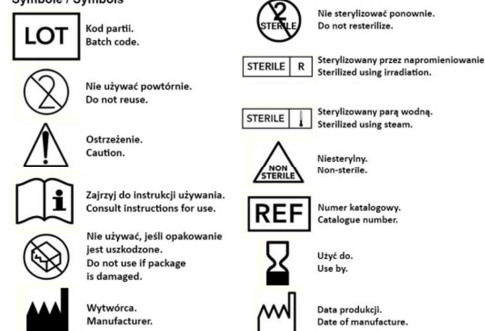 Symbole / Symbols
LOT
Kod partii.
Batch code.
2
Nie używać powtórnie.
Do not reuse.
Ostrzeżenie.
Caution.
i
Zajrzyj do instrukcji używania.
Consult instructions for use.
Nie używać, jeśli opakowanie
jest uszkodzone.
Do not use if package
is damaged.
Wytwórca.
Manufacturer.
2
STERILE
Nie sterylizować ponownie.
Do not resterilize.
STERILE R
Sterylizowany przez napromieniowanie
Sterilized using irradiation.
STERILE
Sterylizowany parą wodną.
Sterilized using steam.
NON
STERILE
Niesterylny.
Non-sterile.
REF
Numer katalogowy.
Catalogue number.
Użyć do.
Use by.
Data produkcji.
Date of manufacture.